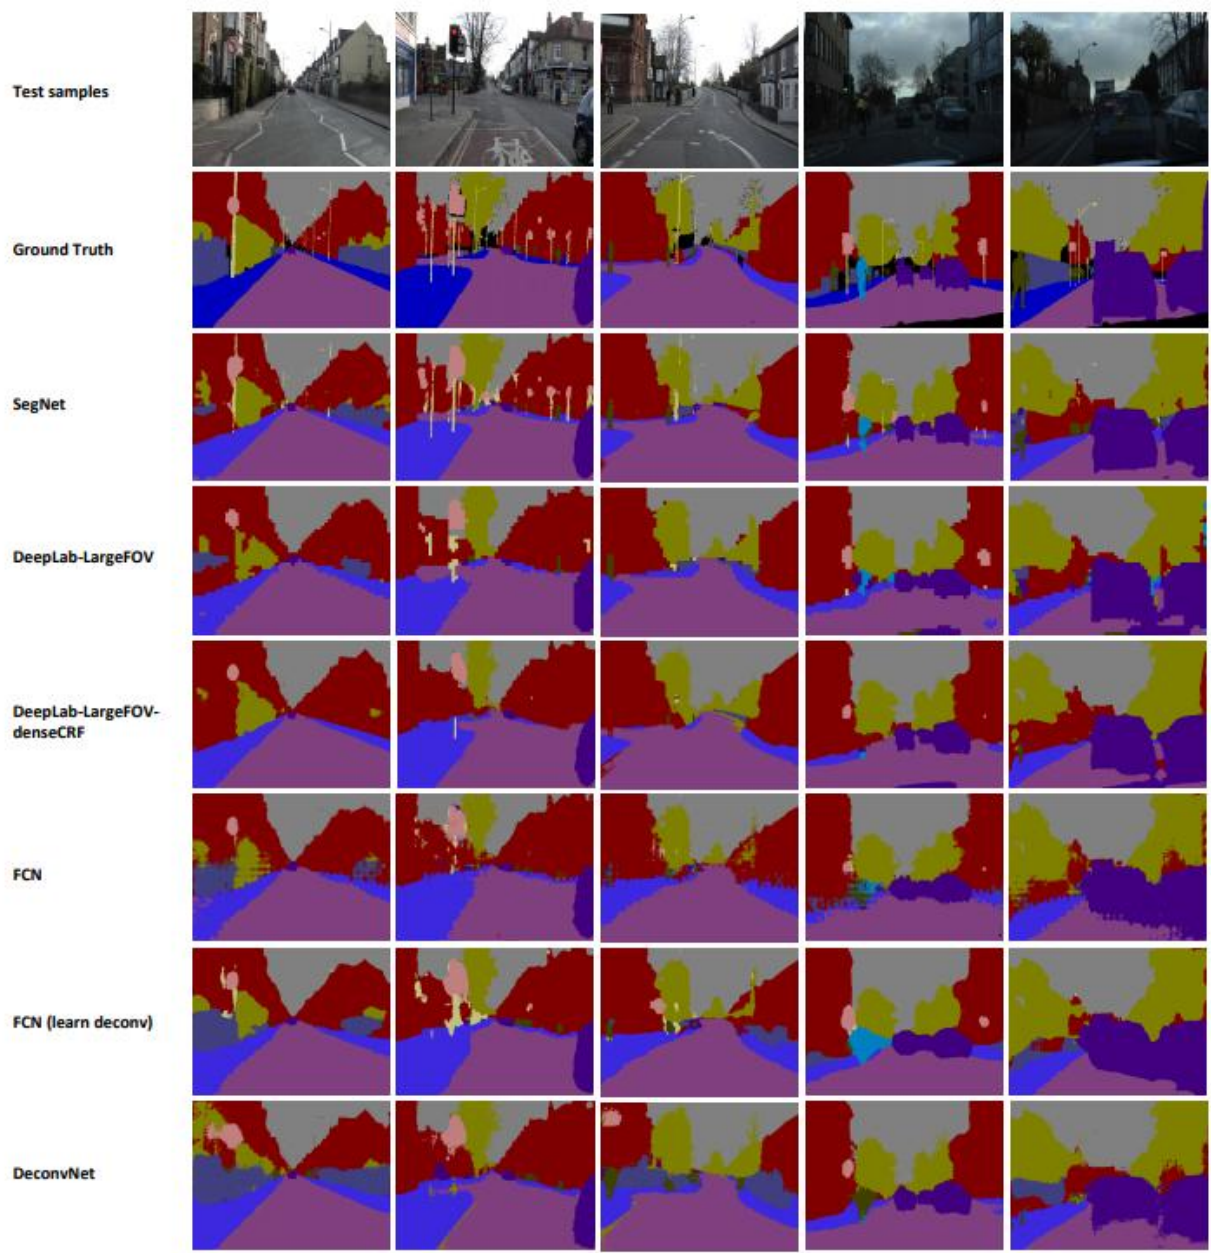 Test samples
Ground Truth
SegNet
DeepLab-LargeFOV
DeepLab-LargeFOV-
denseCRF
FCN
FCN (learn deconv)
DeconvNet